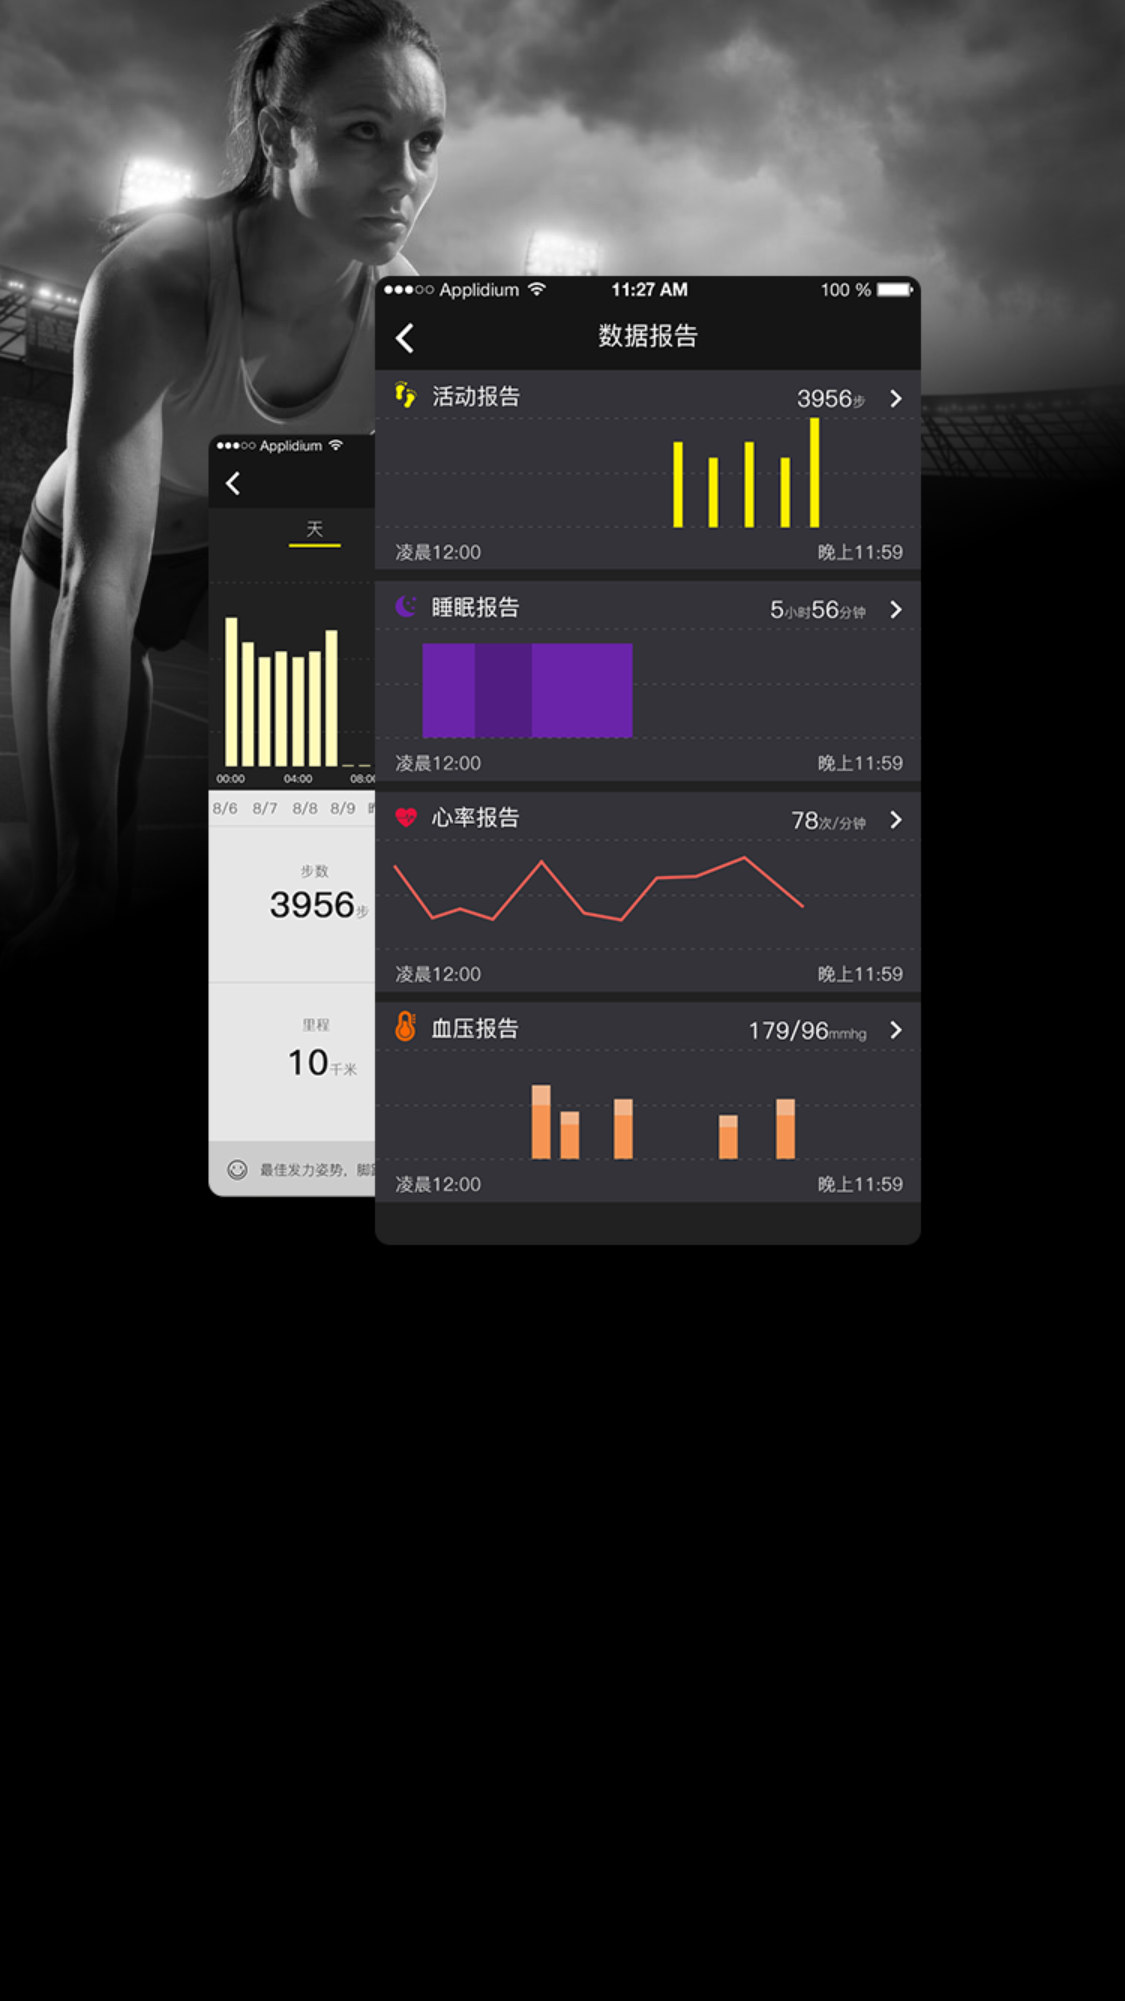 Applidium 11:27 AM 100 %
数据报告
活动报告 3956步
凌晨12:00 晚上11:59
睡眠报告 5小时56分钟
凌晨12:00 晚上11:59
心率报告 78次/分钟
凌晨12:00 晚上11:59
血压报告 179/96mmhg
凌晨12:00 晚上11:59
Applidium
天
00:00 04:00 08:00
8/6 8/7 8/8 8/9
步数
3956步
里程
10千米
最佳发力姿势，脚